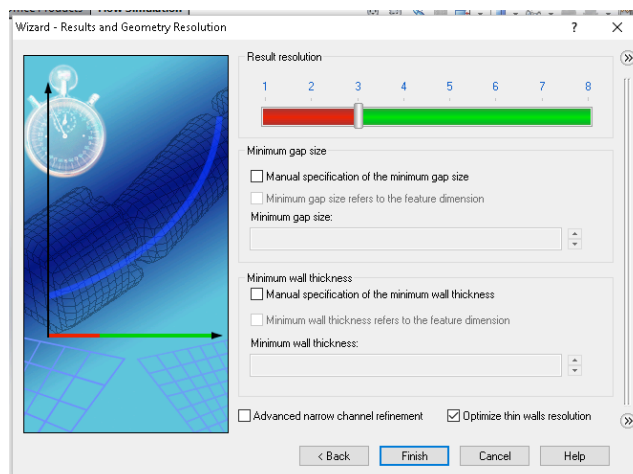 View Simulation
Wizard - Results and Geometry Resolution
?
Result resolution
1 2 3 4 5 6 7 8
Minimum gap size
Manual specification of the minimum gap size
Minimum gap size refers to the feature dimension
Minimum gap size:
Minimum wall thickness
Manual specification of the minimum wall thickness
Minimum wall thickness refers to the feature dimension
Minimum wall thickness:
Advanced narrow channel refinement Optimize thin walls resolution
< Back Finish Cancel Help